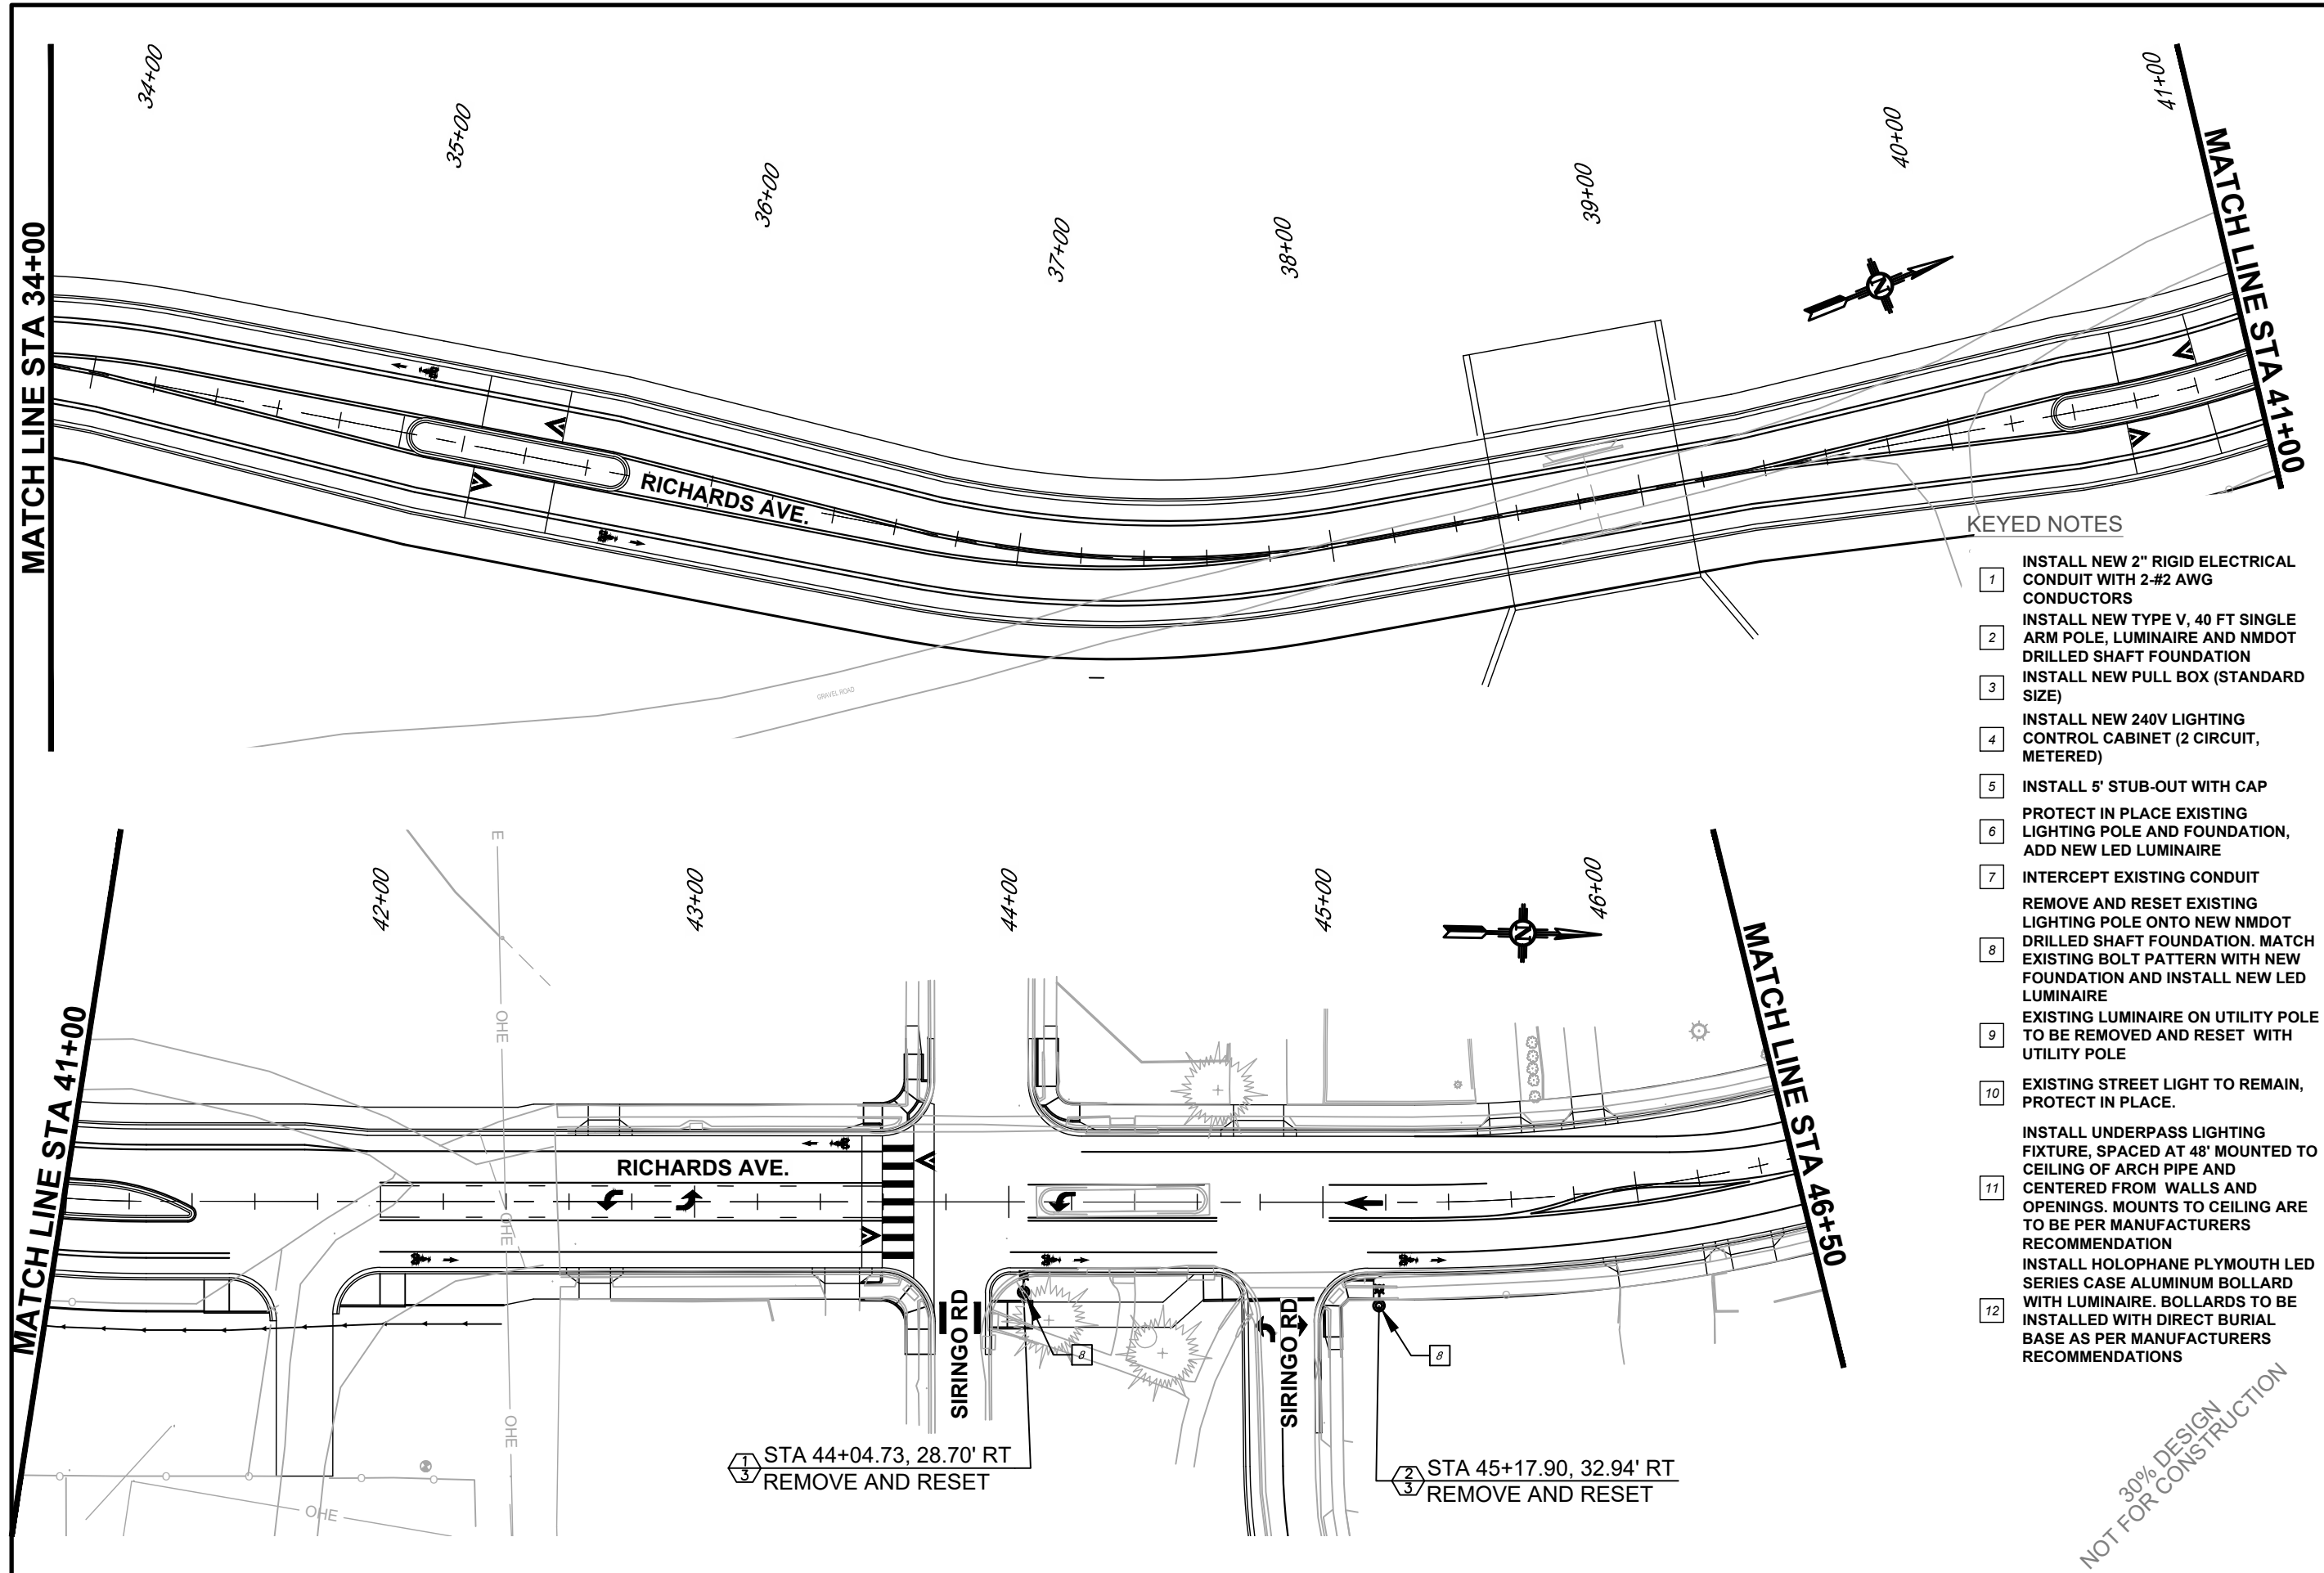 34+00
35+00
36+00
37+00
38+00
39+00
40+00
41+00
MATCH LINE STA 34+00
MATCH LINE STA 41+00
N
RICHARDS AVE.
GRAVEL ROAD
KEYED NOTES
1 INSTALL NEW 2" RIGID ELECTRICAL
CONDUIT WITH 2-#2 AWG
CONDUCTORS
2 INSTALL NEW TYPE V, 40 FT SINGLE
ARM POLE, LUMINAIRE AND NMDOT
DRILLED SHAFT FOUNDATION
3 INSTALL NEW PULL BOX (STANDARD
SIZE)
4 INSTALL NEW 240V LIGHTING
CONTROL CABINET (2 CIRCUIT,
METERED)
5 INSTALL 5' STUB-OUT WITH CAP
6 PROTECT IN PLACE EXISTING
LIGHTING POLE AND FOUNDATION,
ADD NEW LED LUMINAIRE
7 INTERCEPT EXISTING CONDUIT
8 REMOVE AND RESET EXISTING
LIGHTING POLE ONTO NEW NMDOT
DRILLED SHAFT FOUNDATION. MATCH
EXISTING BOLT PATTERN WITH NEW
FOUNDATION AND INSTALL NEW LED
LUMINAIRE
9 EXISTING LUMINAIRE ON UTILITY POLE
TO BE REMOVED AND RESET WITH
UTILITY POLE
10 EXISTING STREET LIGHT TO REMAIN,
PROTECT IN PLACE.
11 INSTALL UNDERPASS LIGHTING
FIXTURE, SPACED AT 48' MOUNTED TO
CEILING OF ARCH PIPE AND
CENTERED FROM WALLS AND
OPENINGS. MOUNTS TO CEILING ARE
TO BE PER MANUFACTURERS
RECOMMENDATION
12 INSTALL HOLOPHANE PLYMOUTH LED
SERIES CASE ALUMINUM BOLLARD
WITH LUMINAIRE. BOLLARDS TO BE
INSTALLED WITH DIRECT BURIAL
BASE AS PER MANUFACTURERS
RECOMMENDATIONS
42+00
43+00
44+00
45+00
46+00
MATCH LINE STA 41+00
MATCH LINE STA 46+50
N
E
OHE
OHE
OHE
OHE
RICHARDS AVE.
SIRINGO RD
SIRINGO RD
8
8
1
3
STA 44+04.73, 28.70' RT
REMOVE AND RESET
2
3
STA 45+17.90, 32.94' RT
REMOVE AND RESET
30% DESIGN
NOT FOR CONSTRUCTION